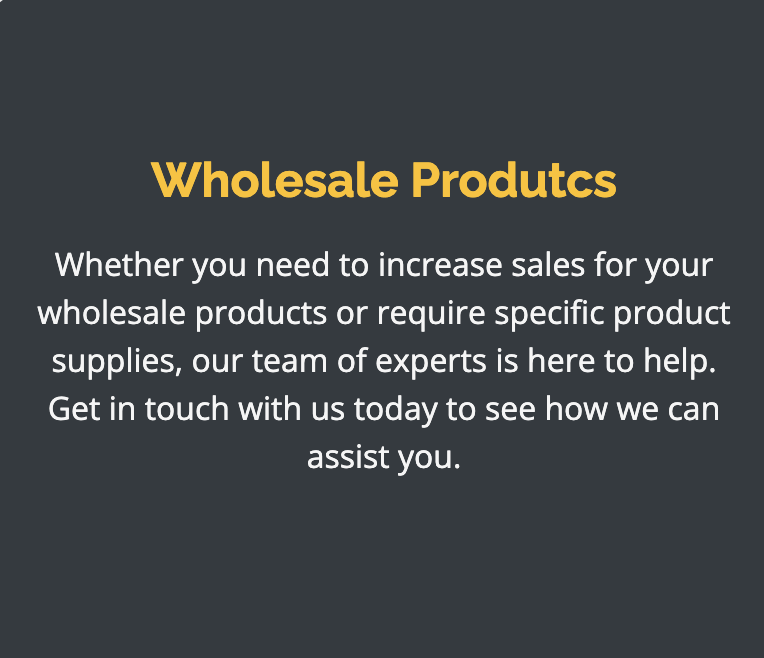 Wholesale Produtcs
Whether you need to increase sales for your
wholesale products or require specific product
supplies, our team of experts is here to help.
Get in touch with us today to see how we can
assist you.